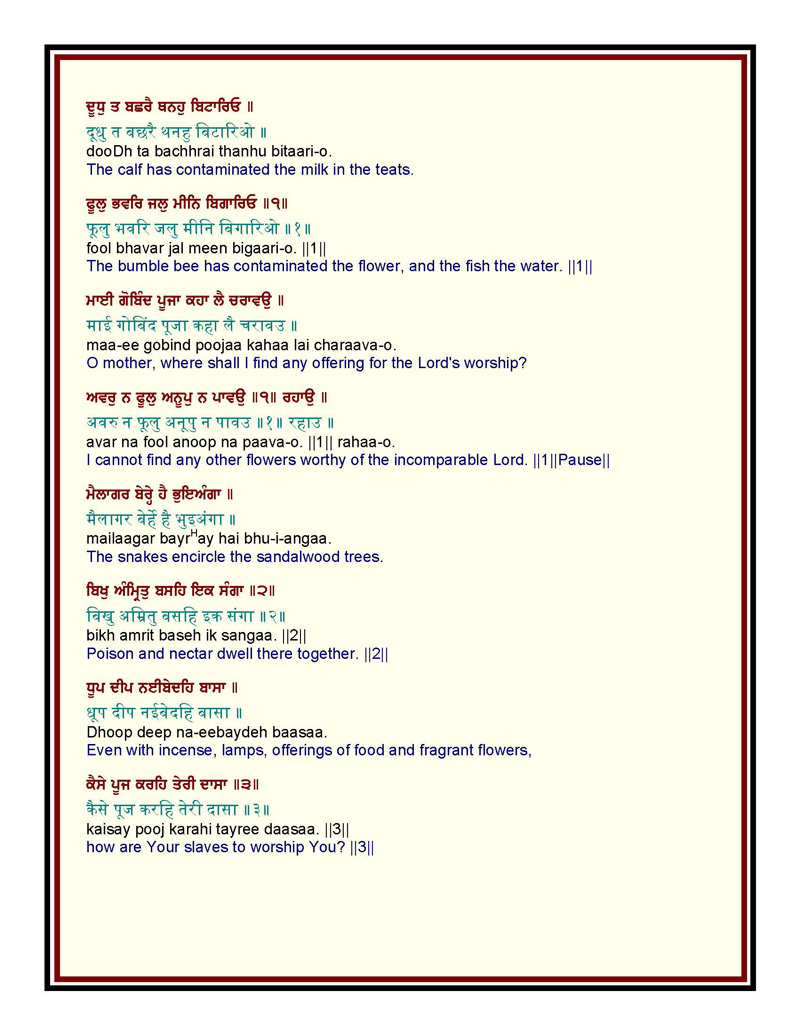 ਦੂਧੁ ਤ ਬਛਰੈ ਥਨਹੁ ਬਿਟਾਰਿਓ ॥
दूधु त बछरै थनहु बिटारिओ ॥
dooDh ta bachhrai thanhu bitaari-o.
The calf has contaminated the milk in the teats.
ਫੂਲੁ ਭਵਰਿ ਜਲੁ ਮੀਨਿ ਬਿਗਾਰਿਓ ॥੧॥
फूलु भवरि जलु मीनि बिगारिओ ॥१॥
fool bhavar jal meen bigaari-o. ||1||
The bumble bee has contaminated the flower, and the fish the water. ||1||
ਮਾਈ ਗੋਬਿੰਦ ਪੂਜਾ ਕਹਾ ਲੈ ਚਰਾਵਉ ॥
माई गोबिंद पूजा कहा लै चरावउ ॥
maa-ee gobind poojaa kahaa lai charaava-o.
O mother, where shall I find any offering for the Lord's worship?
ਅਵਰੁ ਨ ਫੂਲੁ ਅਨੂਪੁ ਨ ਪਾਵਉ ॥੧॥ ਰਹਾਉ ॥
अवरु न फूलु अनूपु न पावउ ॥१॥ रहाउ ॥
avar na fool anoop na paava-o. ||1|| rahaa-o.
I cannot find any other flowers worthy of the incomparable Lord. ||1||Pause||
ਮੈਲਾਗਰ ਬੇਰ੍ਹੇ ਹੈ ਭੁਇਅੰਗਾ ॥
मैलागर बेर्हे है भुइअंगा ॥
mailaagar bayrHay hai bhu-i-angaa.
The snakes encircle the sandalwood trees.
ਬਿਖੁ ਅੰਮ੍ਰਿਤੁ ਬਸਹਿ ਇਕ ਸੰਗਾ ॥੨॥
बिखु अम्रितु बसहि इक संगा ॥२॥
bikh amrit baseh ik sangaa. ||2||
Poison and nectar dwell there together. ||2||
ਧੂਪ ਦੀਪ ਨਈਬੇਦਹਿ ਬਾਸਾ ॥
धूप दीप नईबेदहि बासा ॥
Dhoop deep na-eebaydeh baasaa.
Even with incense, lamps, offerings of food and fragrant flowers,
ਕੈਸੇ ਪੂਜ ਕਰਹਿ ਤੇਰੀ ਦਾਸਾ ॥੩॥
कैसे पूज करहि तेरी दासा ॥३॥
kaisay pooj karahi tayree daasaa. ||3||
how are Your slaves to worship You? ||3||